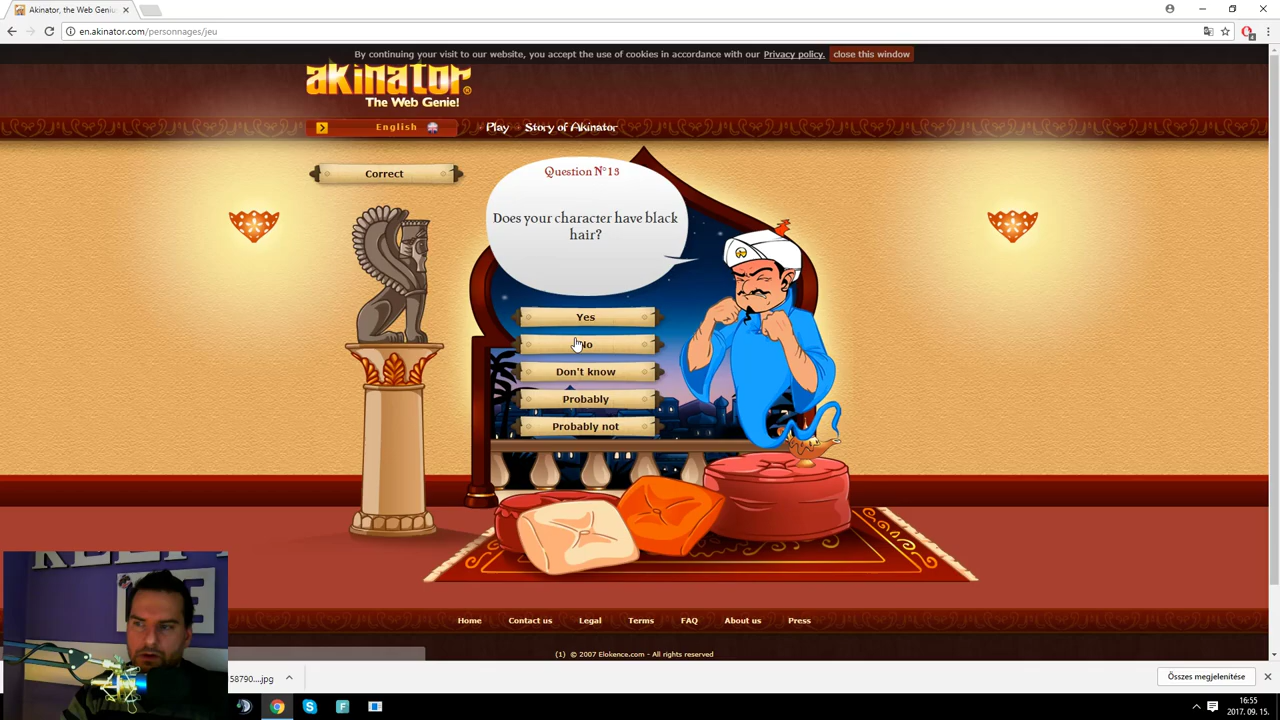 Akinator, the Web Geniu
en.akinator.com/personnages/jeu
By continuing your visit to our website, you accept the use of cookies in accordance with our Privacy policy. close this window
akinator®
The Web Genie!
English Play Story of Akinator
Correct
Question N°13
Does your character have black
hair?
Yes
No
Don't know
Probably
Probably not
Home Contact us Legal Terms FAQ About us Press
(1) © 2007 Elokence.com - All rights reserved
58790....jpg
Összes megjelenítése
16:55
2017. 09. 15.